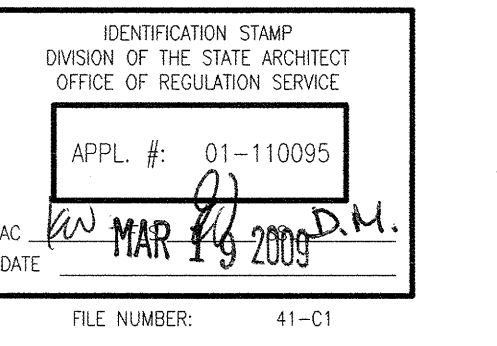 IDENTIFICATION STAMP
DIVISION OF THE STATE ARCHITECT
OFFICE OF REGULATION SERVICE
APPL. #: 01-110095
AC KW D.M.
DATE MAR 19 2009
FILE NUMBER: 41-C1